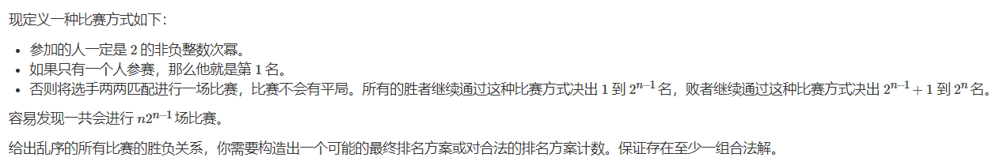 现定义一种比赛方式如下：
• 参加的人一定是 2 的非负整数次幂。
• 如果只有一个人参赛，那么他就是第 1 名。
• 否则将选手两两匹配进行一场比赛，比赛不会有平局。所有的胜者继续通过这种比赛方式决出 1 到 2^{n-1} 名，败者继续通过这种比赛方式决出 2^{n-1} + 1 到 2^n 名。
容易发现一共会进行 n2^{n-1} 场比赛。
给出乱序的所有比赛的胜负关系，你需要构造出一个可能的最终排名方案或对合法的排名方案计数。保证存在至少一组合法解。